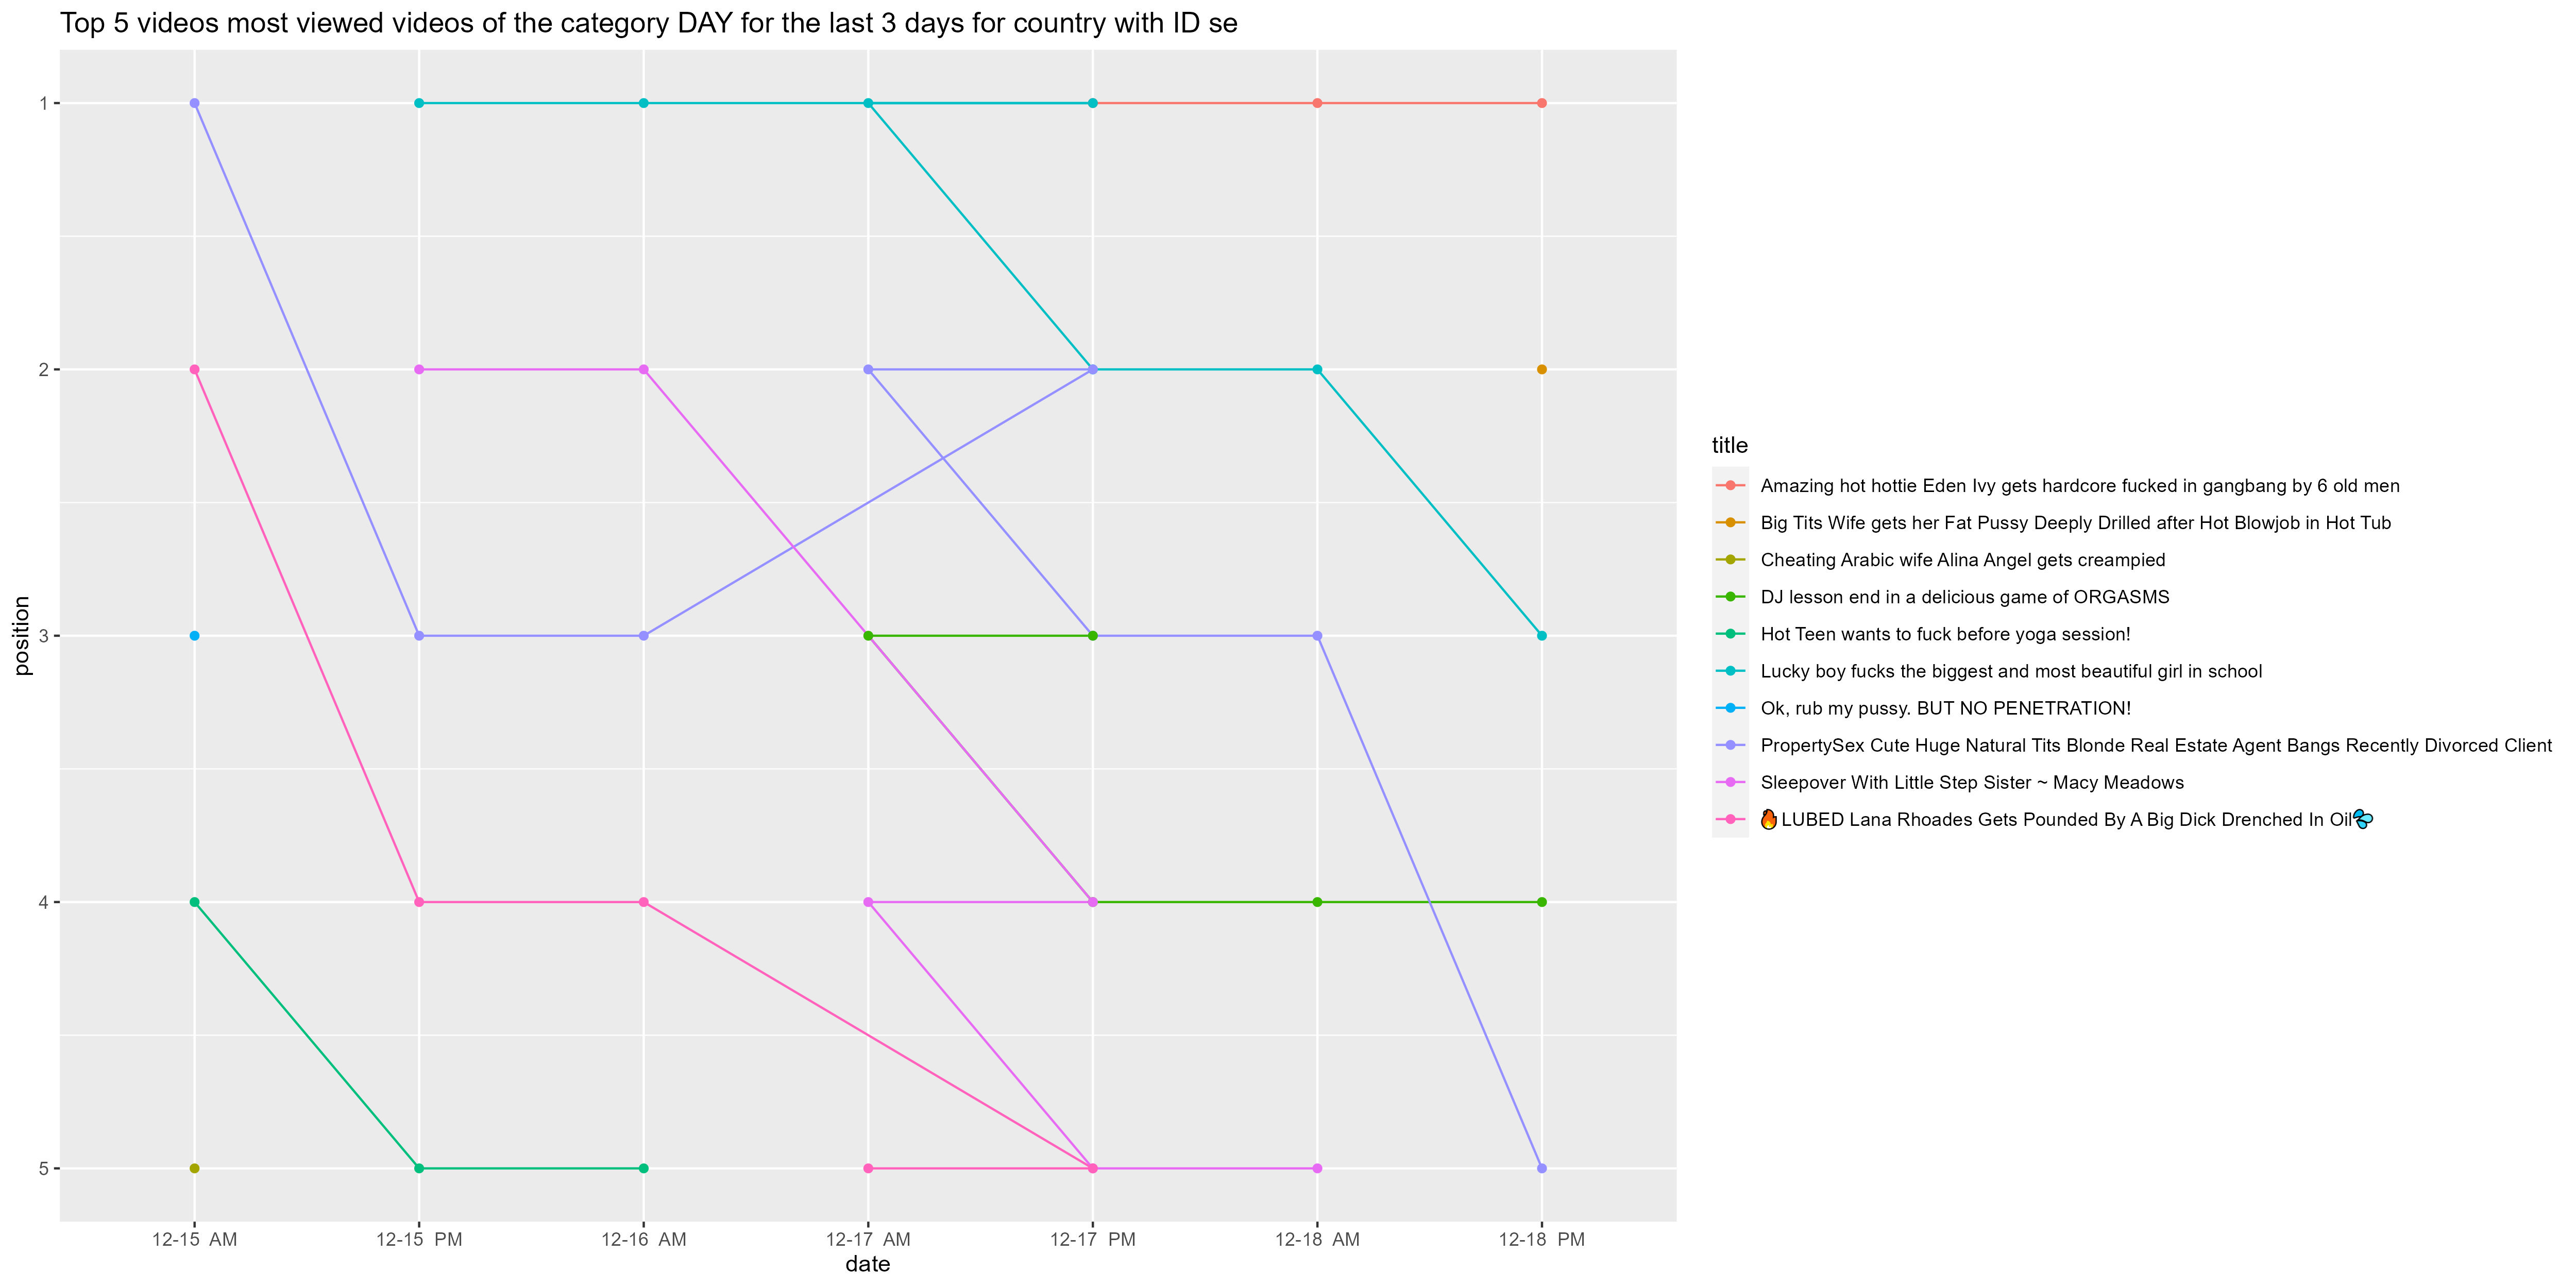 Top 5 videos most viewed videos of the category DAY for the last 3 days for country with ID se
position
1
2
3
4
5
12-15 AM
12-15 PM
12-16 AM
12-17 AM
12-17 PM
12-18 AM
12-18 PM
date
title
Amazing hot hottie Eden Ivy gets hardcore fucked in gangbang by 6 old men
Big Tits Wife gets her Fat Pussy Deeply Drilled after Hot Blowjob in Hot Tub
Cheating Arabic wife Alina Angel gets creampied
DJ lesson end in a delicious game of ORGASMS
Hot Teen wants to fuck before yoga session!
Lucky boy fucks the biggest and most beautiful girl in school
Ok, rub my pussy. BUT NO PENETRATION!
PropertySex Cute Huge Natural Tits Blonde Real Estate Agent Bangs Recently Divorced Client
Sleepover With Little Step Sister ~ Macy Meadows
🔥LUBED Lana Rhoades Gets Pounded By A Big Dick Drenched In Oil💦